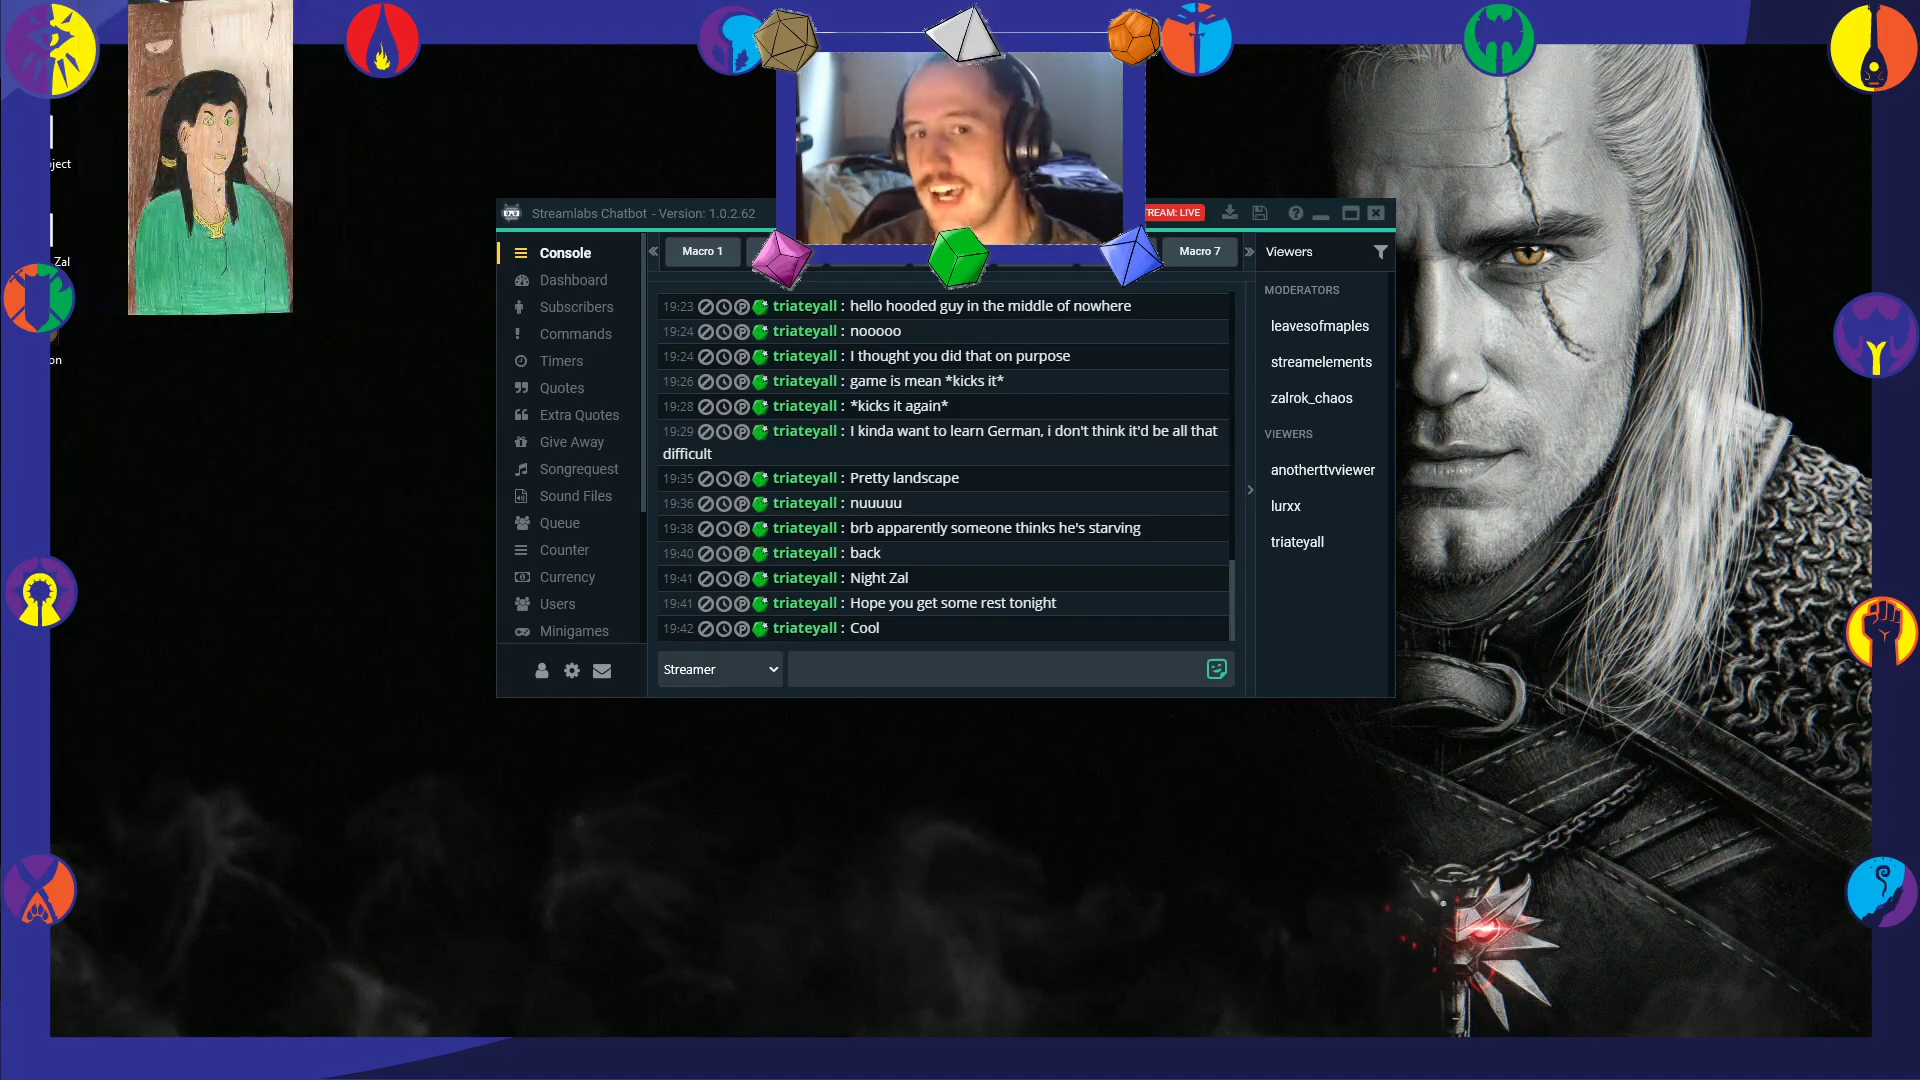 ject
Zal
on
Streamlabs Chatbot - Version: 1.0.2.62
TREAM: LIVE
Console
Dashboard
Subscribers
Commands
Timers
Quotes
Extra Quotes
Give Away
Songrequest
Sound Files
Queue
Counter
Currency
Users
Minigames
Macro 1
Macro 7
19:23 triateyall : hello hooded guy in the middle of nowhere
19:24 triateyall : nooooo
19:24 triateyall : I thought you did that on purpose
19:26 triateyall : game is mean *kicks it*
19:28 triateyall : *kicks it again*
19:29 triateyall : I kinda want to learn German, i don't think it'd be all that
difficult
19:35 triateyall : Pretty landscape
19:36 triateyall : nuuuuu
19:38 triateyall : brb apparently someone thinks he's starving
19:40 triateyall : back
19:41 triateyall : Night Zal
19:41 triateyall : Hope you get some rest tonight
19:42 triateyall : Cool
Streamer
Viewers
MODERATORS
leavesofmaples
streamelements
zalrok_chaos
VIEWERS
anotherttvviewer
lurxx
triateyall